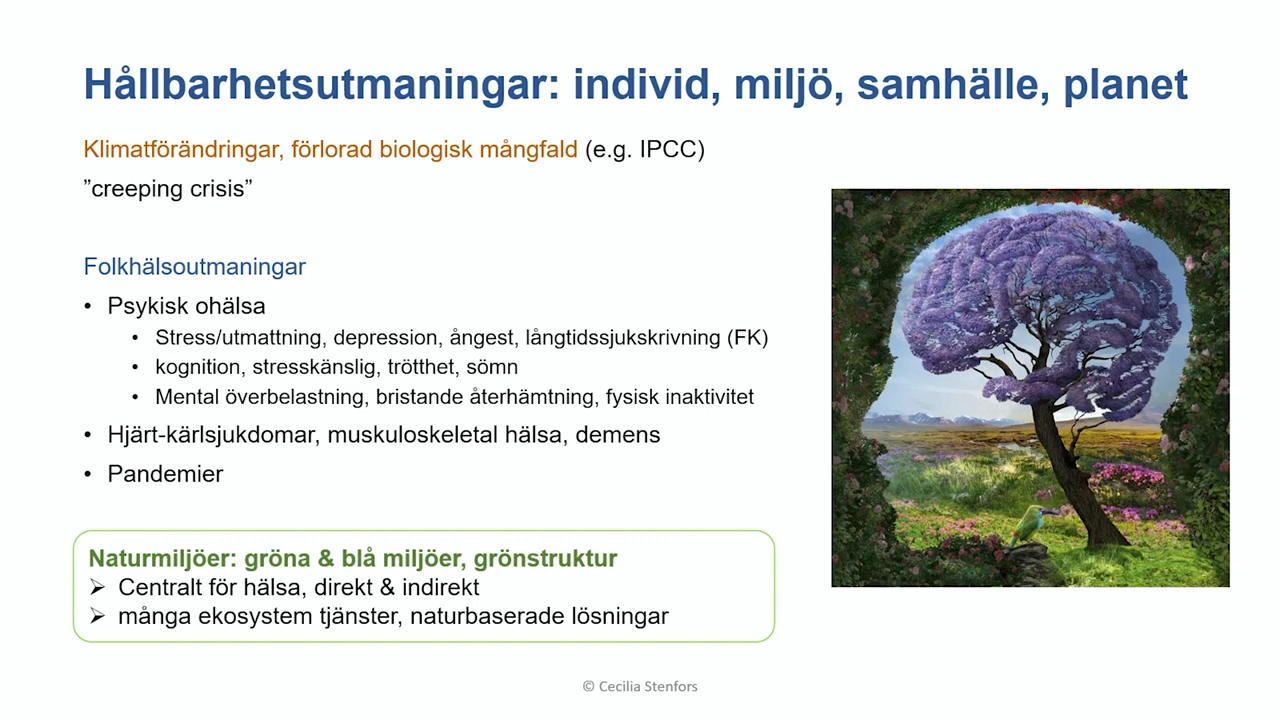 Hållbarhetsutmaningar: individ, miljö, samhälle, planet
Klimatförändringar, förlorad biologisk mångfald (e.g. IPCC)
”creeping crisis”
Folkhälsoutmaningar
• Psykisk ohälsa
• Stress/utmattning, depression, ångest, långtidssjukskrivning (FK)
• kognition, stresskänslig, trötthet, sömn
• Mental överbelastning, bristande återhämtning, fysisk inaktivitet
• Hjärt-kärlsjukdomar, muskuloskeletal hälsa, demens
• Pandemier
Naturmiljöer: gröna & blå miljöer, grönstruktur
➢ Centralt för hälsa, direkt & indirekt
➢ många ekosystem tjänster, naturbaserade lösningar
© Cecilia Stenfors